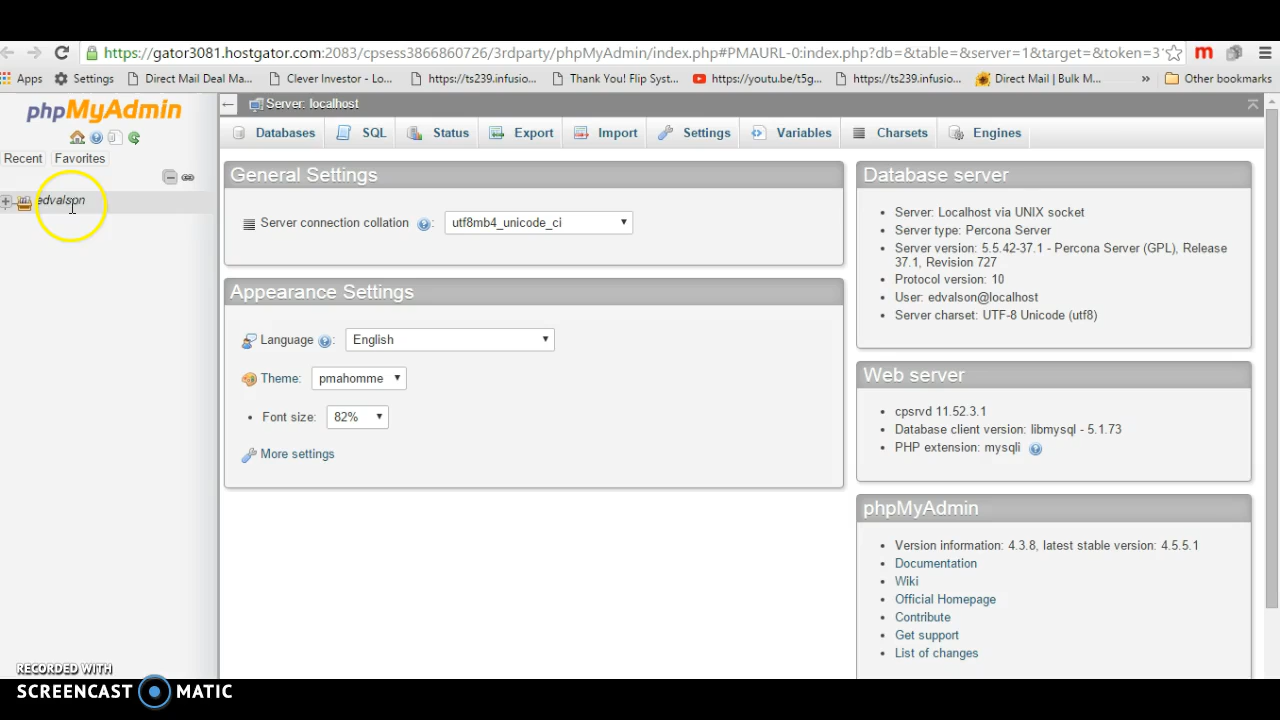 https://gator3081.hostgator.com:2083/cpsess3866860726/3rdparty/phpMyAdmin/index.php#PMAURL-0:index.php?db=&table=&server=1&target=&token=3
Apps Settings Direct Mail Deal Ma... Clever Investor - Lo... https://ts239.infusio... Thank You! Flip Syst... https://youtu.be/t5g... https://ts239.infusio... Direct Mail | Bulk M... » Other bookmarks
phpMyAdmin
Recent Favorites
edvalson
Server: localhost
Databases SQL Status Export Import Settings Variables Charsets Engines
General Settings
Server connection collation : utf8mb4_unicode_ci
Appearance Settings
Language : English
Theme: pmahomme
• Font size: 82%
More settings
Database server
• Server: Localhost via UNIX socket
• Server type: Percona Server
• Server version: 5.5.42-37.1 - Percona Server (GPL), Release
37.1, Revision 727
• Protocol version: 10
• User: edvalson@localhost
• Server charset: UTF-8 Unicode (utf8)
Web server
• cpsrvd 11.52.3.1
• Database client version: libmysql - 5.1.73
• PHP extension: mysqli
phpMyAdmin
• Version information: 4.3.8, latest stable version: 4.5.5.1
• Documentation
• Wiki
• Official Homepage
• Contribute
• Get support
• List of changes
RECORDED WITH
SCREENCAST MATIC